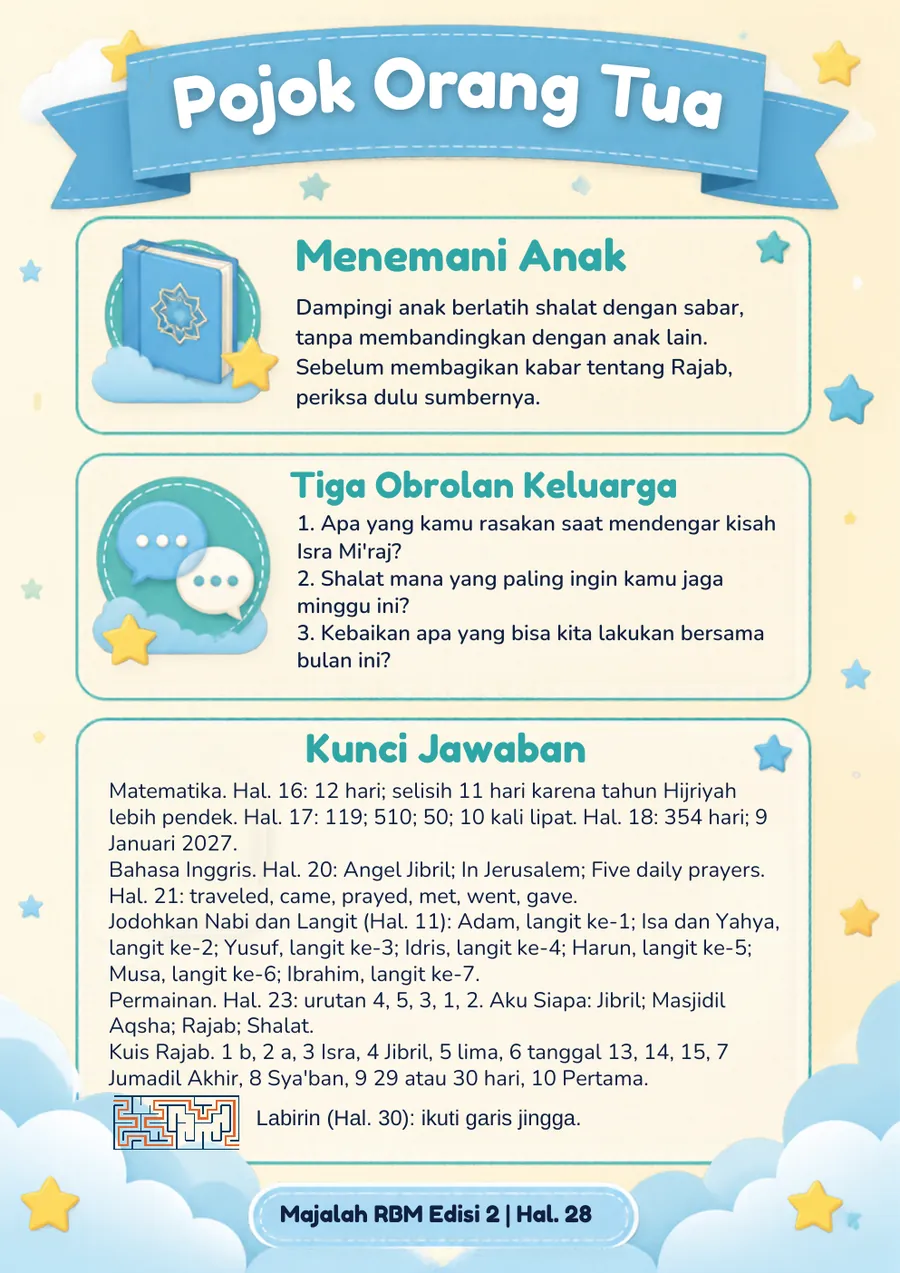 Pojok Orang Tua
Menemani Anak
Dampingi anak berlatih shalat dengan sabar,
tanpa membandingkan dengan anak lain.
Sebelum membagikan kabar tentang Rajab,
periksa dulu sumbernya.
Tiga Obrolan Keluarga
1. Apa yang kamu rasakan saat mendengar kisah
Isra Mi'raj?
2. Shalat mana yang paling ingin kamu jaga
minggu ini?
3. Kebaikan apa yang bisa kita lakukan bersama
bulan ini?
Kunci Jawaban
Matematika. Hal. 16: 12 hari; selisih 11 hari karena tahun Hijriyah
lebih pendek. Hal. 17: 119; 510; 50; 10 kali lipat. Hal. 18: 354 hari; 9
Januari 2027.
Bahasa Inggris. Hal. 20: Angel Jibril; In Jerusalem; Five daily prayers.
Hal. 21: traveled, came, prayed, met, went, gave.
Jodohkan Nabi dan Langit (Hal. 11): Adam, langit ke-1; Isa dan Yahya,
langit ke-2; Yusuf, langit ke-3; Idris, langit ke-4; Harun, langit ke-5;
Musa, langit ke-6; Ibrahim, langit ke-7.
Permainan. Hal. 23: urutan 4, 5, 3, 1, 2. Aku Siapa: Jibril; Masjidil
Aqsha; Rajab; Shalat.
Kuis Rajab. 1 b, 2 a, 3 Isra, 4 Jibril, 5 lima, 6 tanggal 13, 14, 15, 7
Jumadil Akhir, 8 Sya'ban, 9 29 atau 30 hari, 10 Pertama.
Labirin (Hal. 30): ikuti garis jingga.
Majalah RBM Edisi 2 | Hal. 28